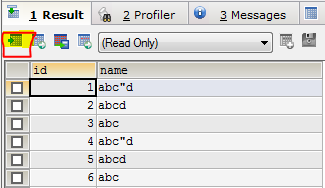 1 Result 2 Profiler 3 Messages
(Read Only)
id name
1 abc"d
2 abcd
3 abc
4 abc"d
5 abcd
6 abc